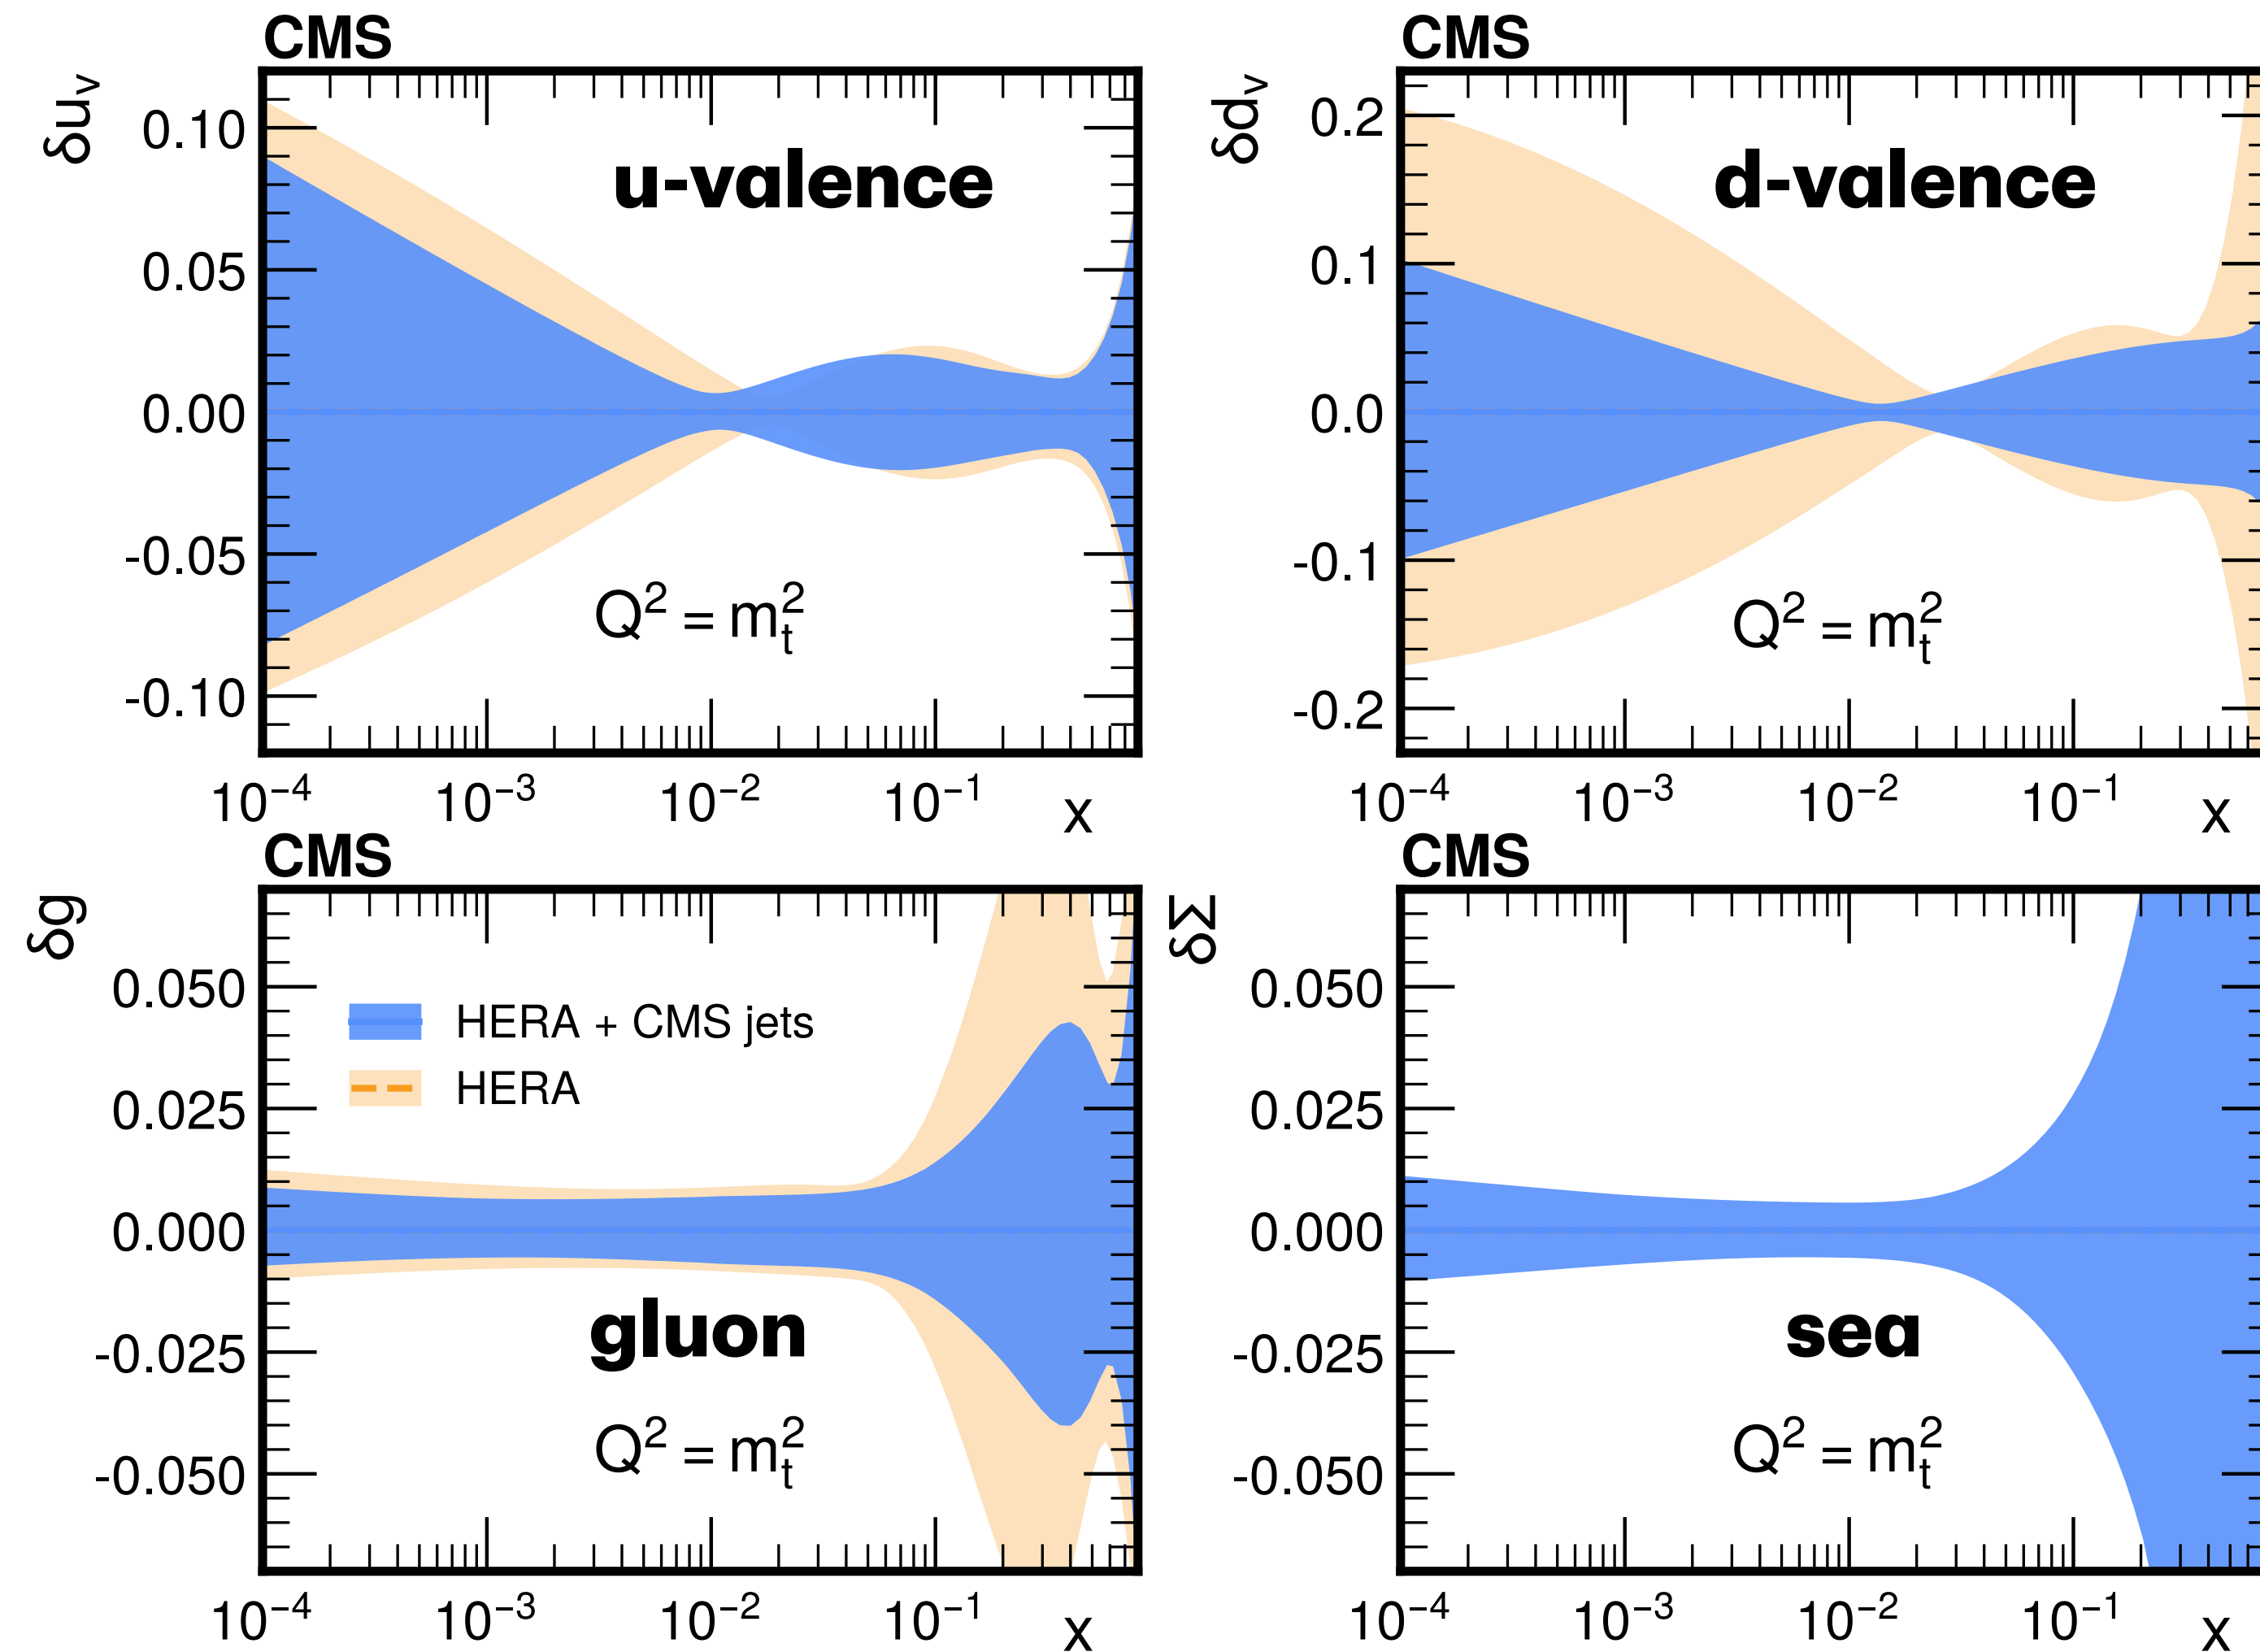 CMS
δu_v
0.10
0.05
0.00
-0.05
-0.10
u-valence
Q² = m_t²
10⁻⁴ 10⁻³ 10⁻² 10⁻¹ x
CMS
δd_v
0.2
0.1
0.0
-0.1
-0.2
d-valence
Q² = m_t²
10⁻⁴ 10⁻³ 10⁻² 10⁻¹ x
CMS
δg
0.050
0.025
0.000
-0.025
-0.050
HERA + CMS jets
HERA
gluon
Q² = m_t²
10⁻⁴ 10⁻³ 10⁻² 10⁻¹ x
CMS
δΣ
0.050
0.025
0.000
-0.025
-0.050
sea
Q² = m_t²
10⁻⁴ 10⁻³ 10⁻² 10⁻¹ x